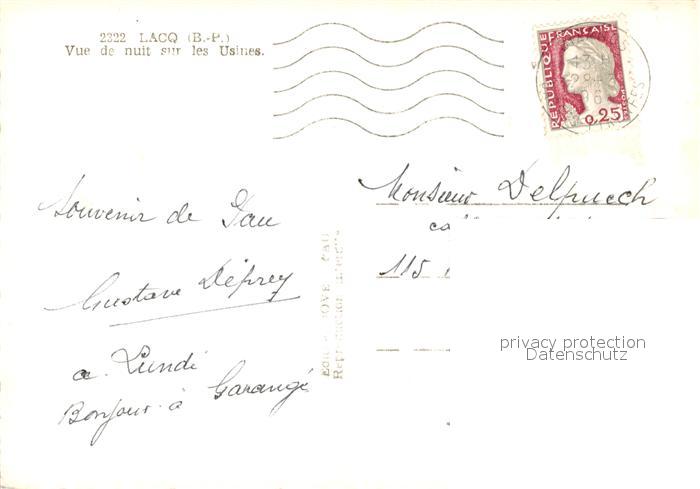 2322 LACQ (B.-P.)
Vue de nuit sur les Usines.
RÉPUBLIQUE FRANÇAISE
0,25
Souvenir de Pau
Gustave Déprey
a Lundi
Bonjour à Garangé
Monsieur Delpuech
115
privacy protection
Datenschutz